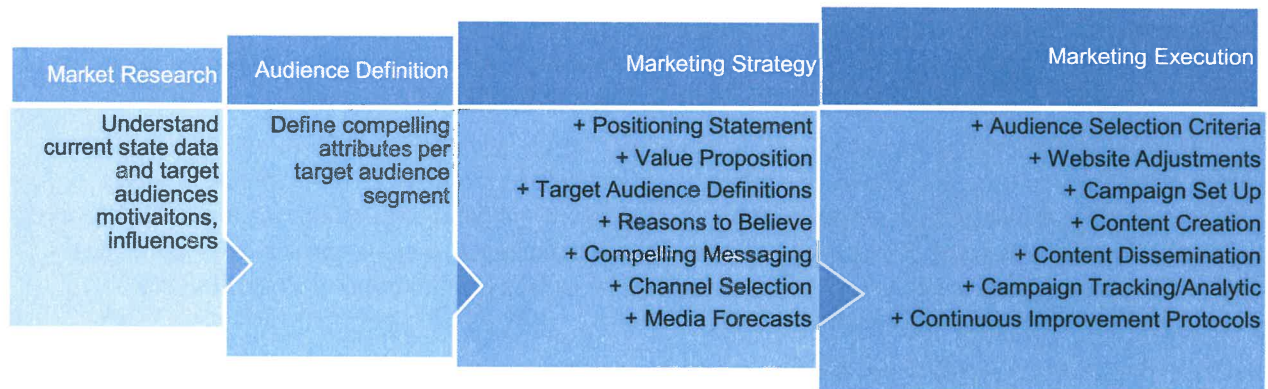 Market Research
Understand
current state data
and target
audiences
motivaitons,
influencers
Audience Definition
Define compelling
attributes per
target audience
segment
Marketing Strategy
+ Positioning Statement
+ Value Proposition
+ Target Audience Definitions
+ Reasons to Believe
+ Compelling Messaging
+ Channel Selection
+ Media Forecasts
Marketing Execution
+ Audience Selection Criteria
+ Website Adjustments
+ Campaign Set Up
+ Content Creation
+ Content Dissemination
+ Campaign Tracking/Analytic
+ Continuous Improvement Protocols